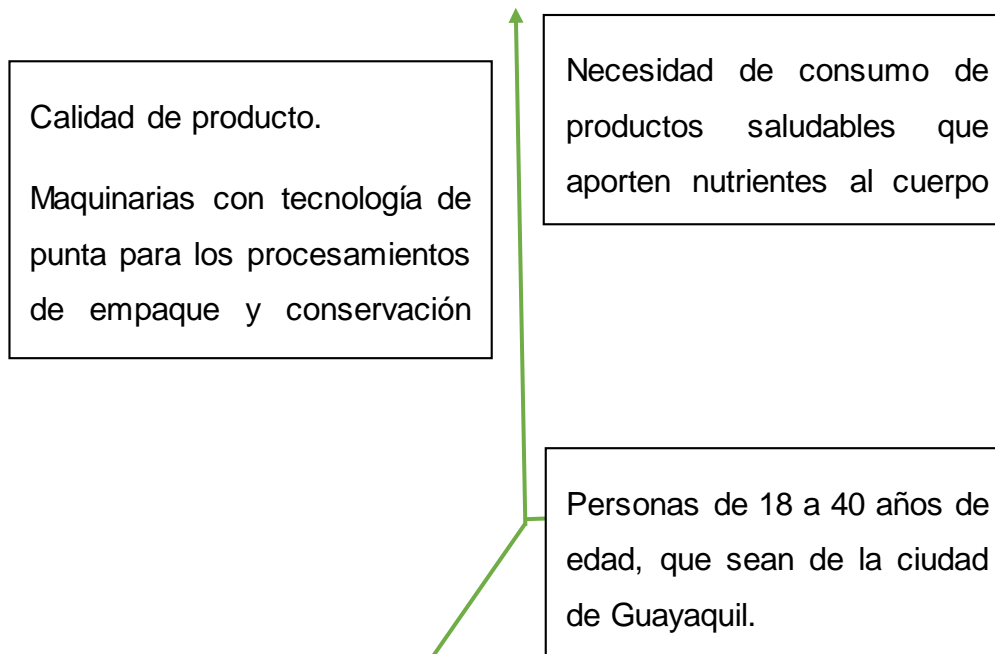 Calidad de producto.
Maquinarias con tecnología de
punta para los procesamientos
de empaque y conservación
Necesidad de consumo de
productos saludables que
aporten nutrientes al cuerpo
Personas de 18 a 40 años de
edad, que sean de la ciudad
de Guayaquil.